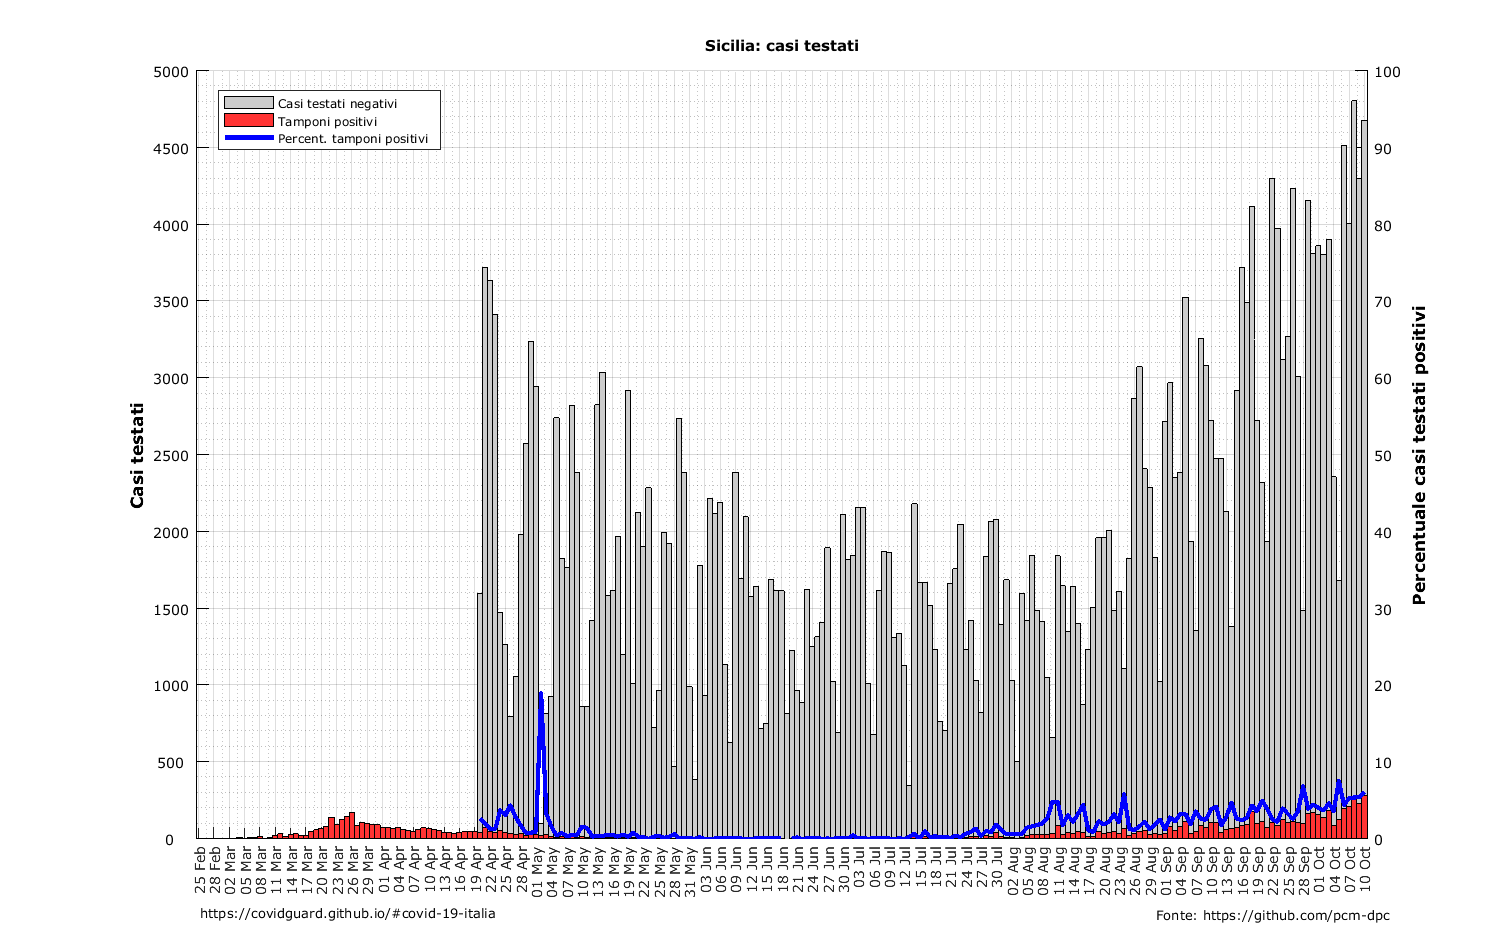 Sicilia: casi testati
Casi testati negativi
Tamponi positivi
Percent. tamponi positivi
Casi testati
5000
4500
4000
3500
3000
2500
2000
1500
1000
500
0
100
90
80
70
60
50
40
30
20
10
0
Percentuale casi testati positivi
25 Feb
28 Feb
02 Mar
05 Mar
08 Mar
11 Mar
14 Mar
17 Mar
20 Mar
23 Mar
26 Mar
29 Mar
01 Apr
04 Apr
07 Apr
10 Apr
13 Apr
16 Apr
19 Apr
22 Apr
25 Apr
28 Apr
01 May
04 May
07 May
10 May
13 May
16 May
19 May
22 May
25 May
28 May
31 May
03 Jun
06 Jun
09 Jun
12 Jun
15 Jun
18 Jun
21 Jun
24 Jun
27 Jun
30 Jun
03 Jul
06 Jul
09 Jul
12 Jul
15 Jul
18 Jul
21 Jul
24 Jul
27 Jul
30 Jul
02 Aug
05 Aug
08 Aug
11 Aug
14 Aug
17 Aug
20 Aug
23 Aug
26 Aug
29 Aug
01 Sep
04 Sep
07 Sep
10 Sep
13 Sep
16 Sep
19 Sep
22 Sep
25 Sep
28 Sep
01 Oct
04 Oct
07 Oct
10 Oct
https://covidguard.github.io/#covid-19-italia
Fonte: https://github.com/pcm-dpc